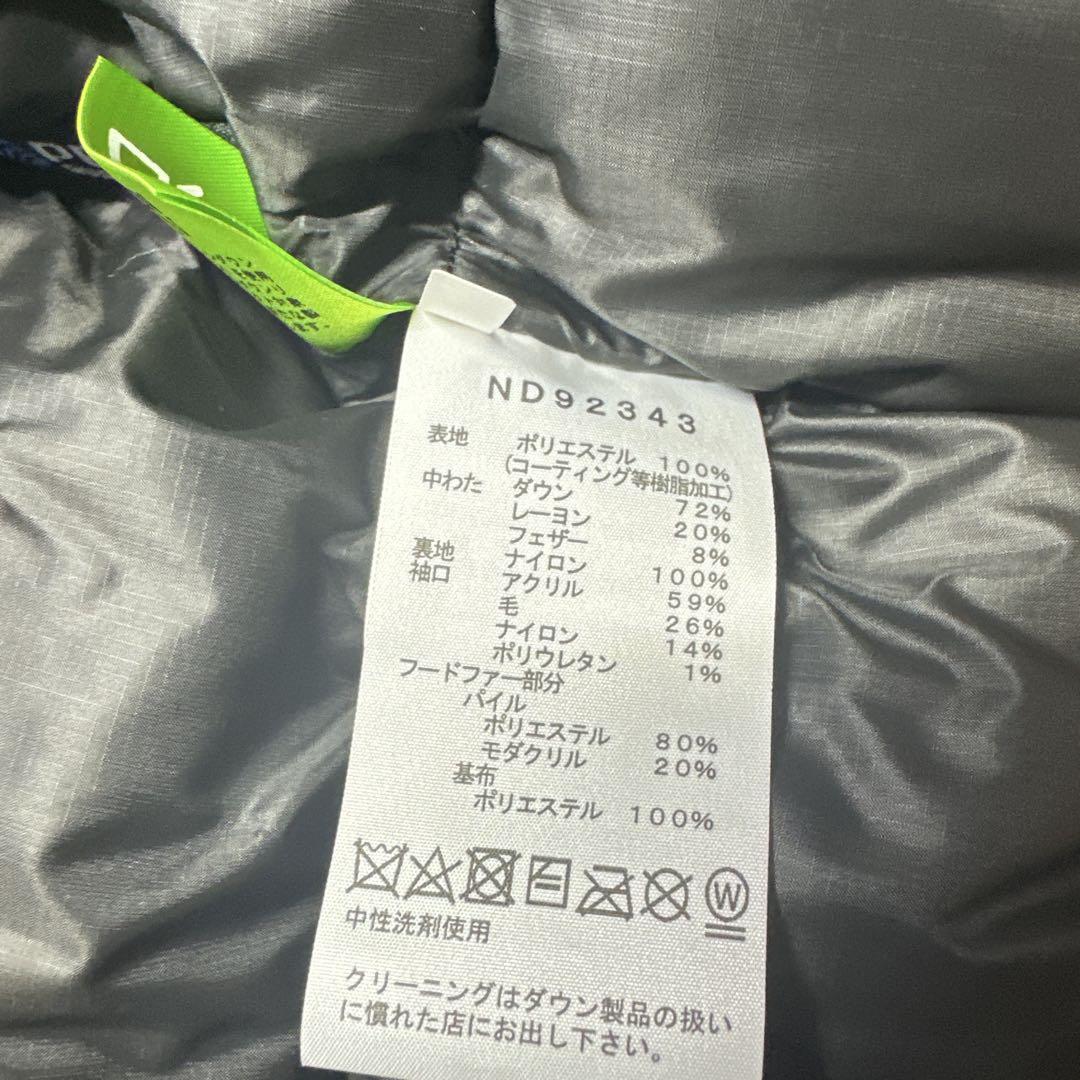 ND92343
表地 ポリエステル 100%
(コーティング等樹脂加工)
中わた ダウン 72%
レーヨン 20%
フェザー 8%
裏地 ナイロン 100%
袖口 アクリル 59%
毛 26%
ナイロン 14%
ポリウレタン 1%
フードファー部分
パイル
ポリエステル 80%
モダクリル 20%
基布
ポリエステル 100%
W
中性洗剤使用
クリーニングはダウン製品の扱い
に慣れた店にお出し下さい。